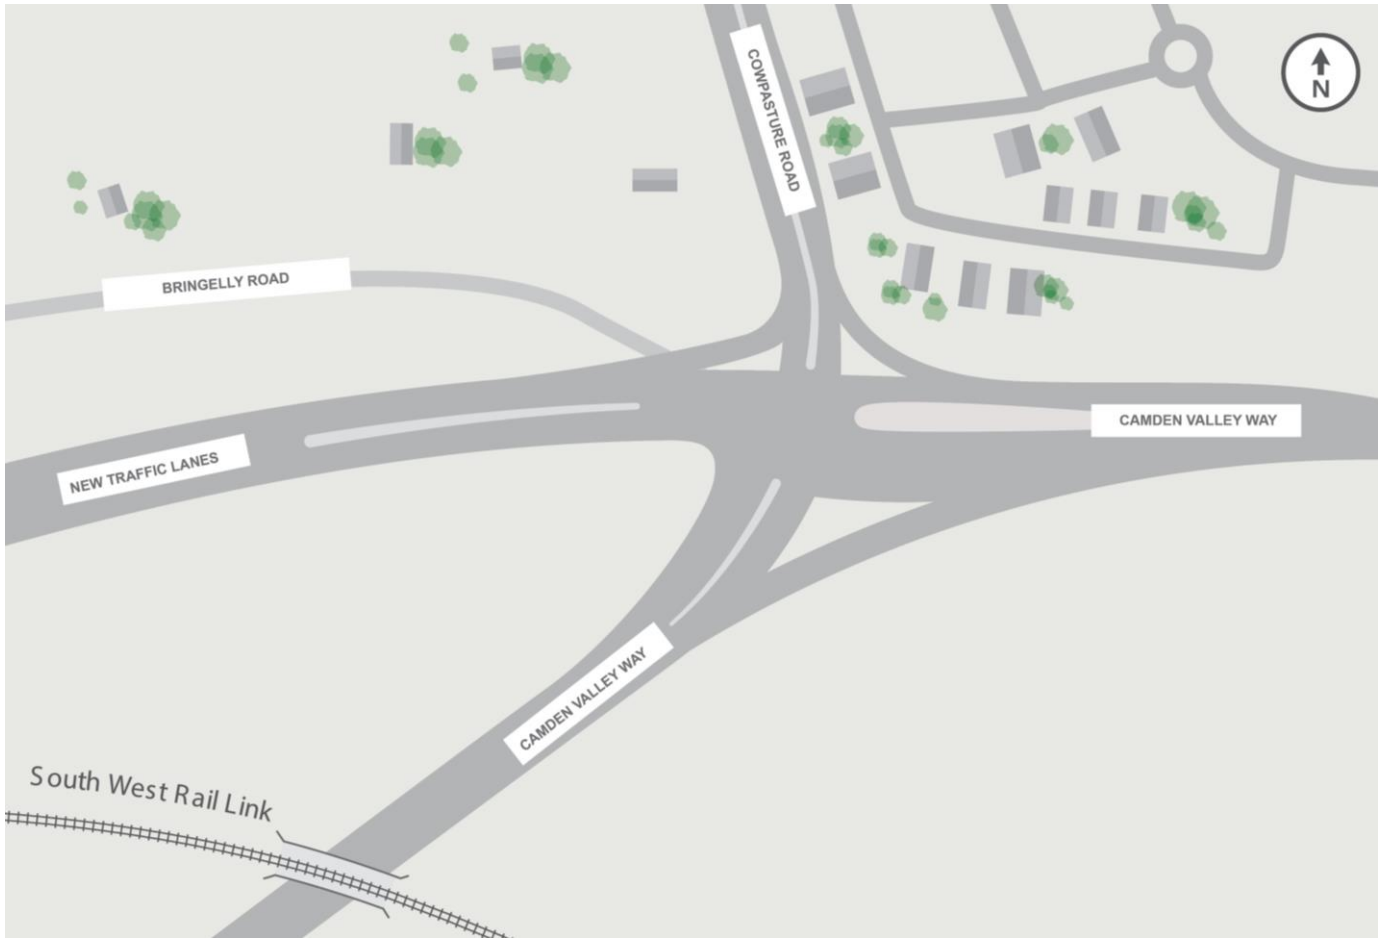 COWPASTURE ROAD
N
BRINGELLY ROAD
CAMDEN VALLEY WAY
NEW TRAFFIC LANES
CAMDEN VALLEY WAY
South West Rail Link